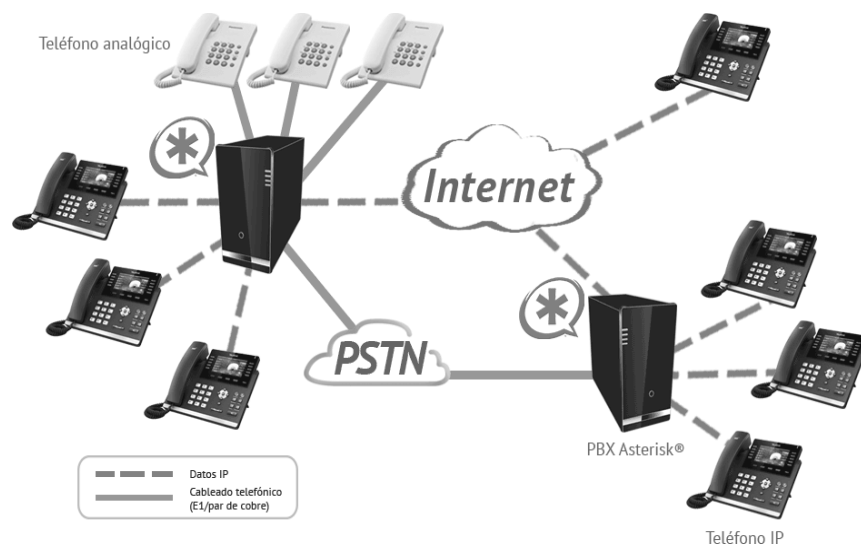 Teléfono analógico
Internet
PSTN
PBX Asterisk®
Datos IP
Cableado telefónico
(E1/par de cobre)
Teléfono IP